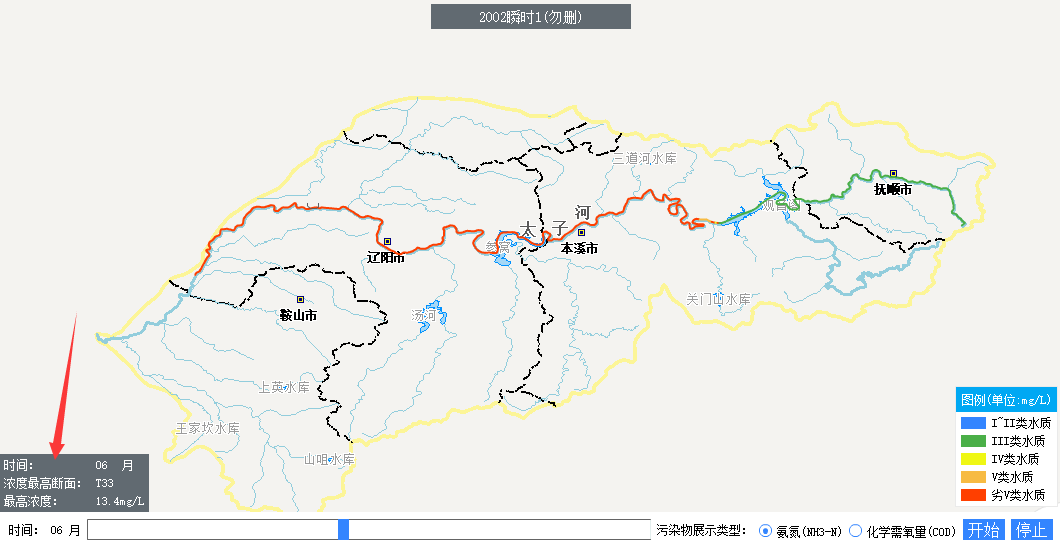 2002瞬时1(勿删)
三道河水库
抚顺市
观音阁
太 子 河
本溪市
参窝
辽阳市
关门山水库
鞍山市
汤河
上英水库
王家坎水库
山咀水库
图例(单位:mg/L)
I~II类水质
III类水质
IV类水质
V类水质
劣V类水质
时间: 06 月
浓度最高断面: T33
最高浓度: 13.4mg/L
时间: 06 月
污染物展示类型: 氨氮(NH3-N) 化学需氧量(COD) 开始 停止